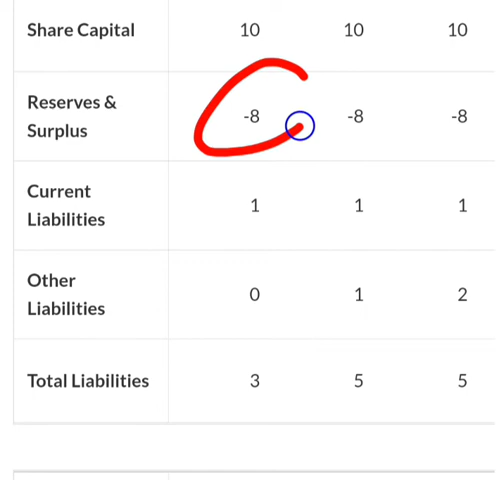 Share Capital 10 10 10
Reserves &
Surplus -8 -8 -8
Current
Liabilities 1 1 1
Other
Liabilities 0 1 2
Total Liabilities 3 5 5